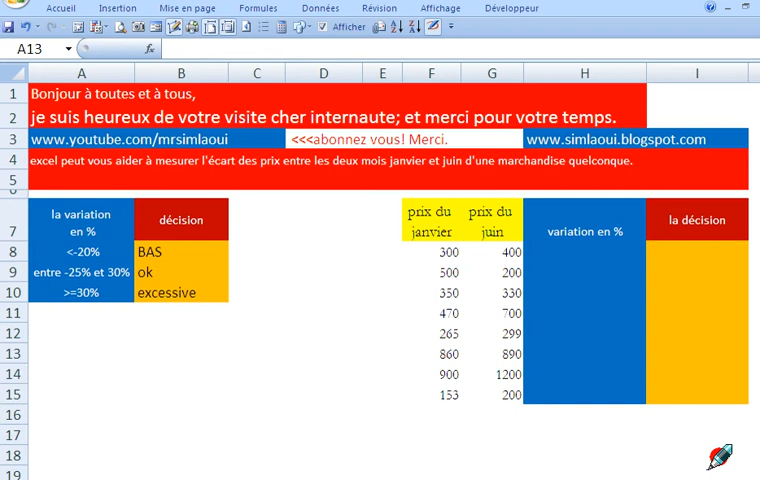 Accueil Insertion Mise en page Formules Données Révision Affichage Développeur
Afficher
A13 fx
A B C D E F G H I
1 Bonjour à toutes et à tous,
2 je suis heureux de votre visite cher internaute; et merci pour votre temps.
3 www.youtube.com/mrsimlaoui <<<abonnez vous! Merci. www.simlaoui.blogspot.com
4 excel peut vous aider à mesurer l'écart des prix entre les deux mois janvier et juin d'une marchandise quelconque.
5
7 la variation en % décision prix du janvier prix du juin variation en % la décision
8 <-20% BAS 300 400
9 entre -25% et 30% ok 500 200
10 >=30% excessive 350 330
11 470 700
12 265 299
13 860 890
14 900 1200
15 153 200
16
17
18
19